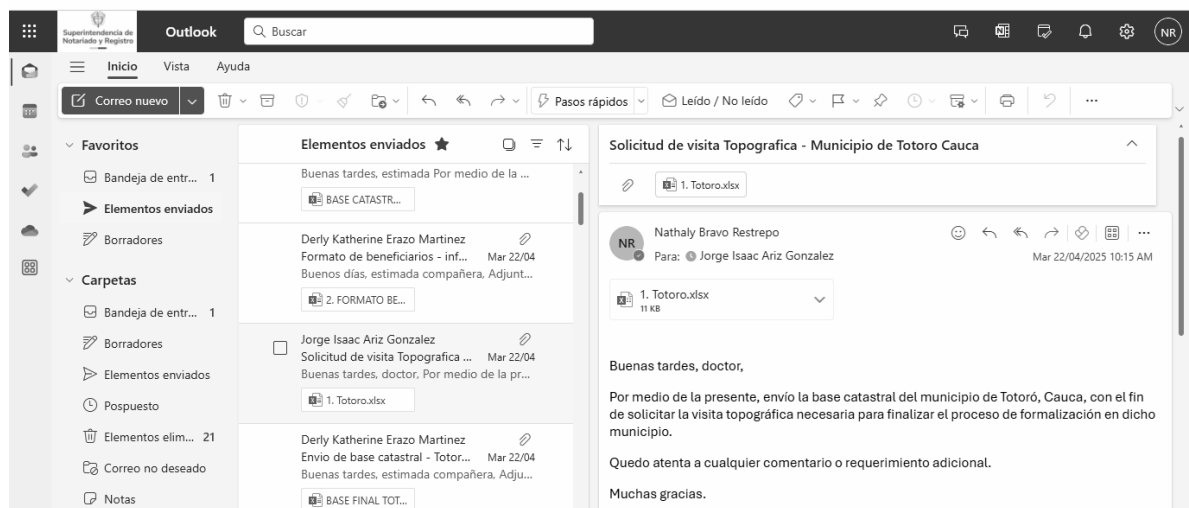 Superintendencia de
Notariado y Registro
Outlook
Buscar
NR
Inicio Vista Ayuda
Correo nuevo
Pasos rápidos
Leído / No leído
Favoritos
Bandeja de entr... 1
Elementos enviados
Borradores
Carpetas
Bandeja de entr... 1
Borradores
Elementos enviados
Pospuesto
Elementos elim... 21
Correo no deseado
Notas
Elementos enviados
Buenas tardes, estimada Por medio de la ...
BASE CATASTR...
Derly Katherine Erazo Martinez
Formato de beneficiarios - inf... Mar 22/04
Buenos días, estimada compañera, Adjunt...
2. FORMATO BE...
Jorge Isaac Ariz Gonzalez
Solicitud de visita Topografica ... Mar 22/04
Buenas tardes, doctor, Por medio de la pr...
1. Totoro.xlsx
Derly Katherine Erazo Martinez
Envio de base catastral - Totor... Mar 22/04
Buenas tardes, estimada compañera, Adju...
BASE FINAL TOT...
Solicitud de visita Topografica - Municipio de Totoro Cauca
1. Totoro.xlsx
NR
Nathaly Bravo Restrepo
Para: Jorge Isaac Ariz Gonzalez
Mar 22/04/2025 10:15 AM
1. Totoro.xlsx
11 KB
Buenas tardes, doctor,
Por medio de la presente, envío la base catastral del municipio de Totoró, Cauca, con el fin
de solicitar la visita topográfica necesaria para finalizar el proceso de formalización en dicho
municipio.
Quedo atenta a cualquier comentario o requerimiento adicional.
Muchas gracias.